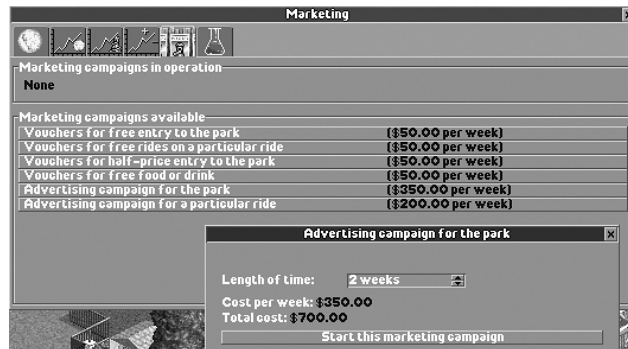 Marketing
Marketing campaigns in operation
None
Marketing campaigns available
Vouchers for free entry to the park ($50.00 per week)
Vouchers for free rides on a particular ride ($50.00 per week)
Vouchers for half-price entry to the park ($50.00 per week)
Vouchers for free food or drink ($50.00 per week)
Advertising campaign for the park ($350.00 per week)
Advertising campaign for a particular ride ($200.00 per week)
Advertising campaign for the park
Length of time: 2 weeks
Cost per week: $350.00
Total cost: $700.00
Start this marketing campaign